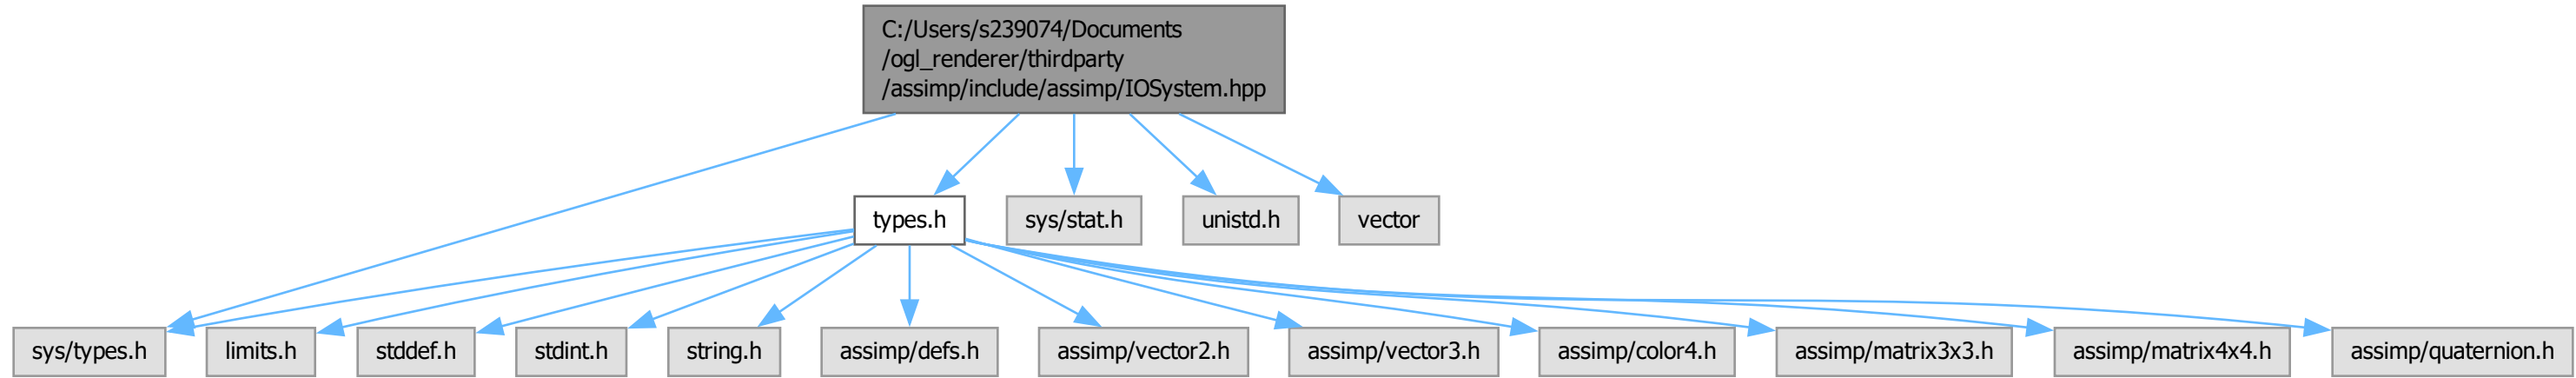 C:/Users/s239074/Documents
/ogl_renderer/thirdparty
/assimp/include/assimp/IOSystem.hpp
types.h
sys/stat.h
unistd.h
vector
sys/types.h
limits.h
stddef.h
stdint.h
string.h
assimp/defs.h
assimp/vector2.h
assimp/vector3.h
assimp/color4.h
assimp/matrix3x3.h
assimp/matrix4x4.h
assimp/quaternion.h